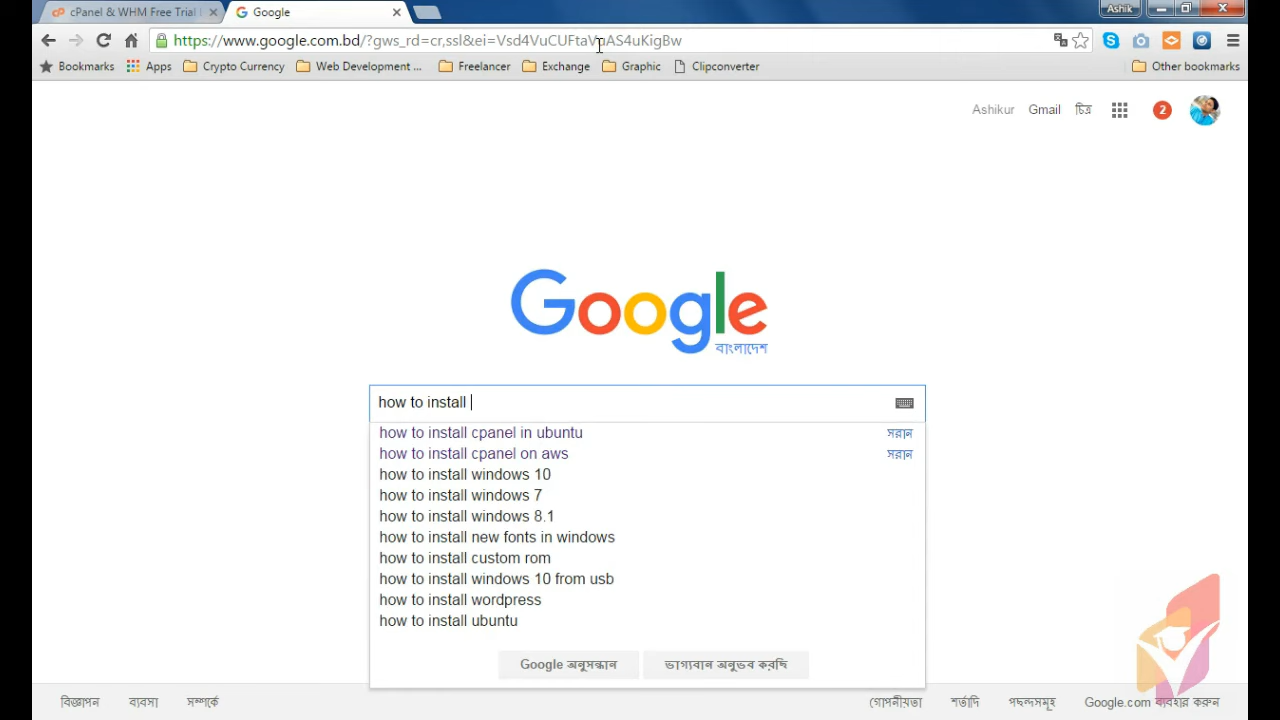 cPanel & WHM Free Trial
Google
Ashik
https://www.google.com.bd/?gws_rd=cr,ssl&ei=Vsd4VuCUFtaV AS4uKigBw
Bookmarks Apps Crypto Currency Web Development ... Freelancer Exchange Graphic Clipconverter Other bookmarks
Ashikur Gmail চিত্র 2
Google
বাংলাদেশ
how to install
how to install cpanel in ubuntu সরান
how to install cpanel on aws সরান
how to install windows 10
how to install windows 7
how to install windows 8.1
how to install new fonts in windows
how to install custom rom
how to install windows 10 from usb
how to install wordpress
how to install ubuntu
Google অনুসন্ধান ভাগ্যবান অনুভব করছি
বিজ্ঞাপন ব্যবসা সম্পর্কে গোপনীয়তা শর্তাদি পছন্দসমূহ Google.com ব্যবহার করুন